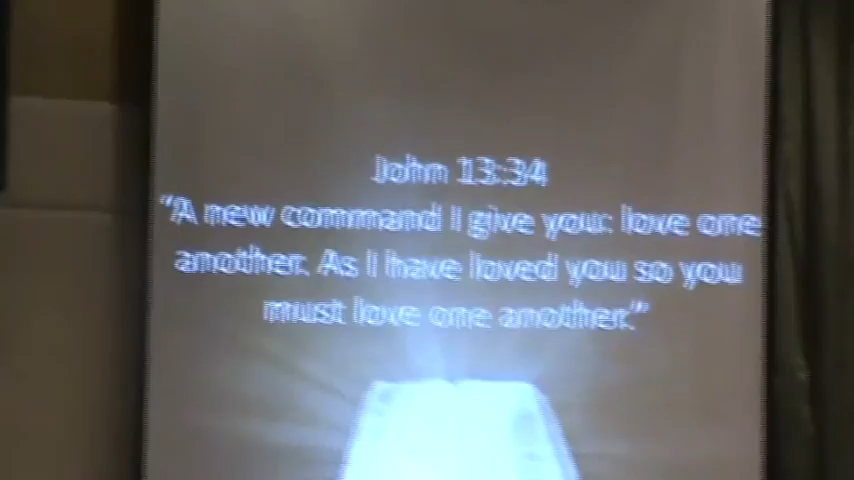 John 13:34
“A new command I give you: love one
another. As I have loved you so you
must love one another.”